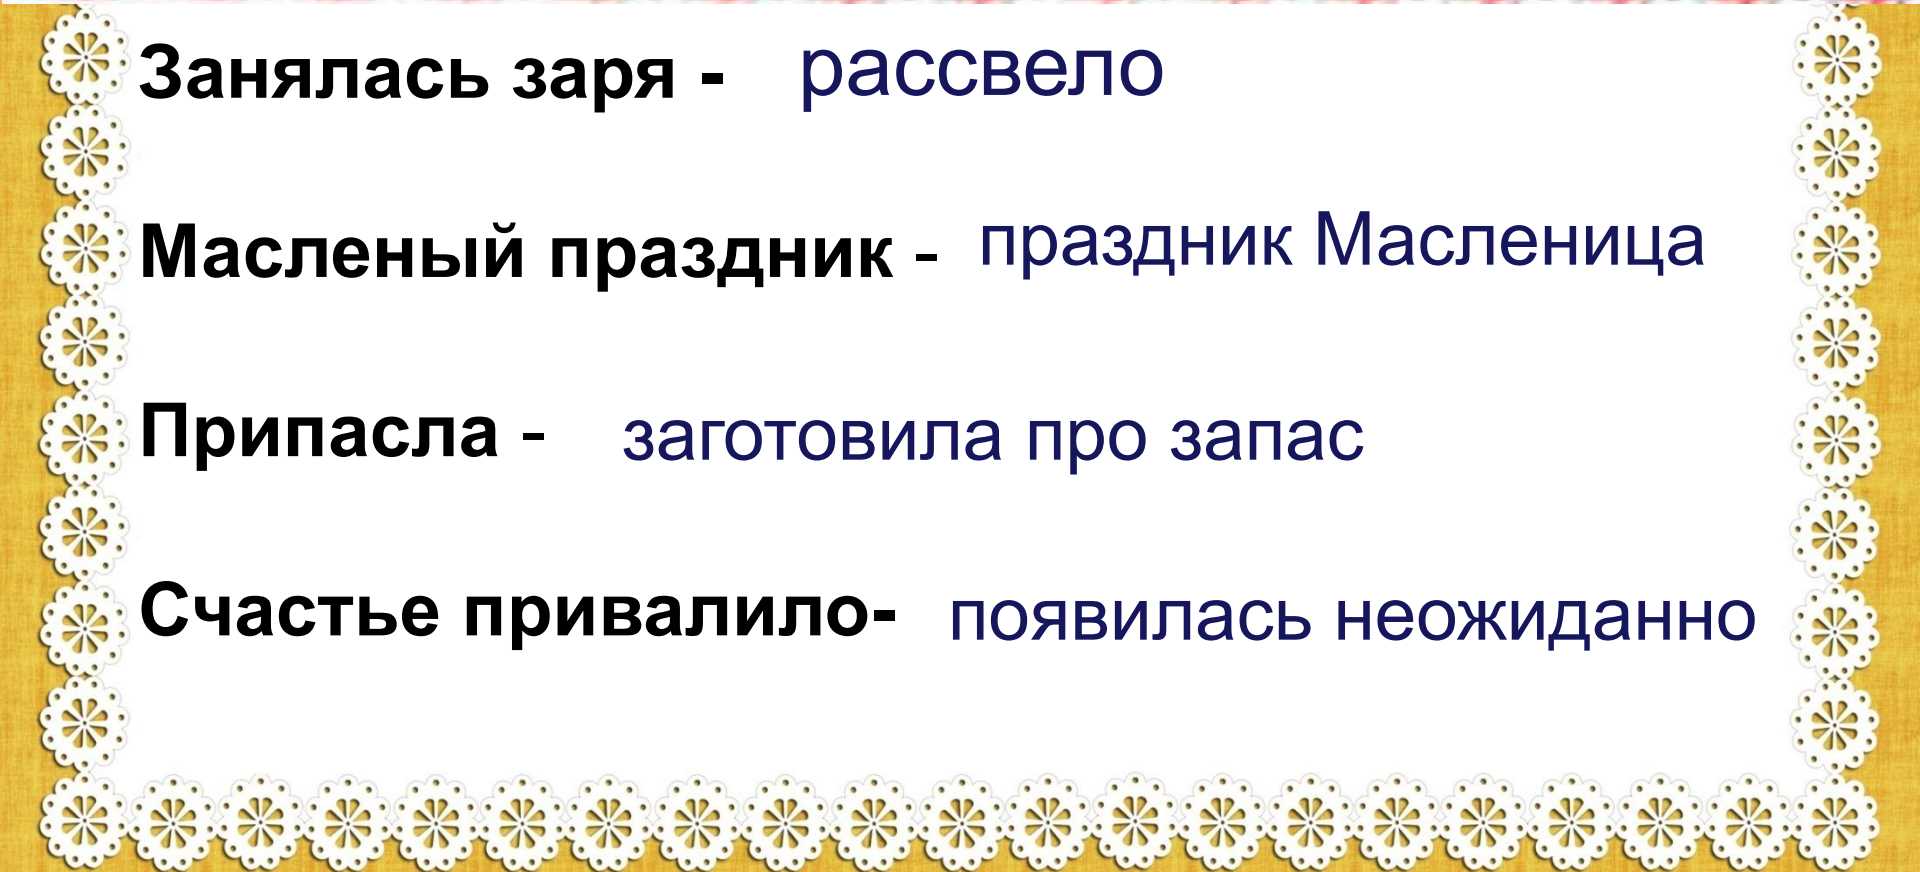 Занялась заря - рассвело
Масленый праздник - праздник Масленица
Припасла - заготовила про запас
Счастье привалило- появилась неожиданно